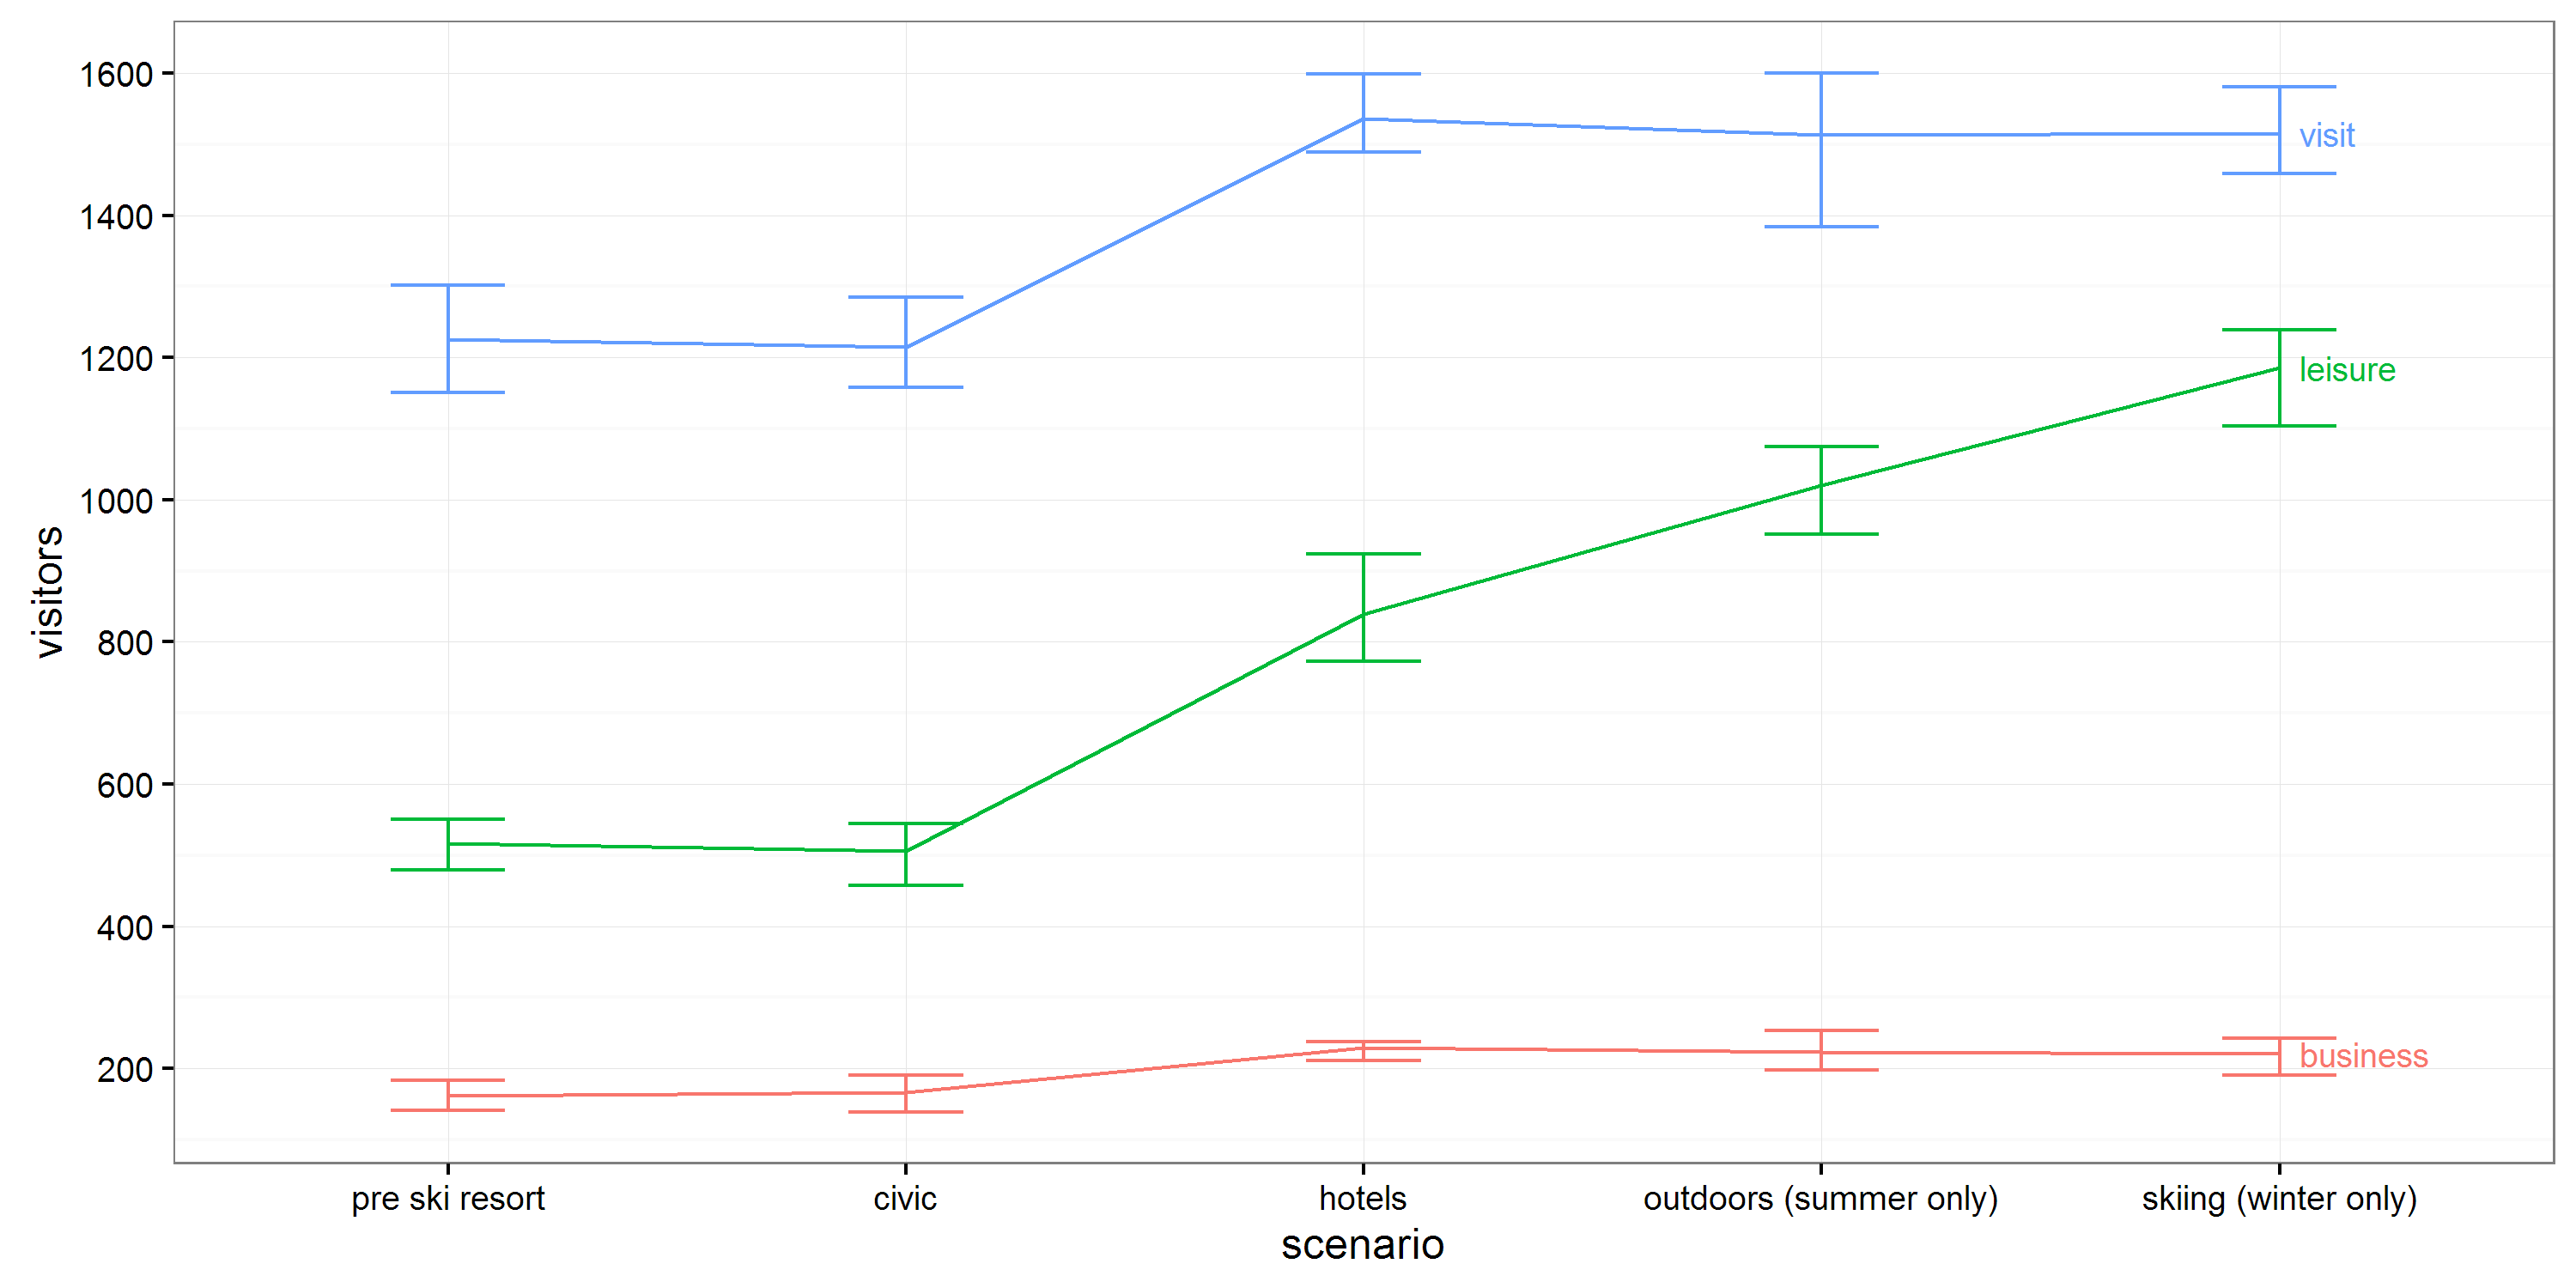 1600
visit
1400
1200
leisure
1000
visitors
800
600
400
200
business
pre ski resort
civic
hotels
outdoors (summer only)
skiing (winter only)
scenario